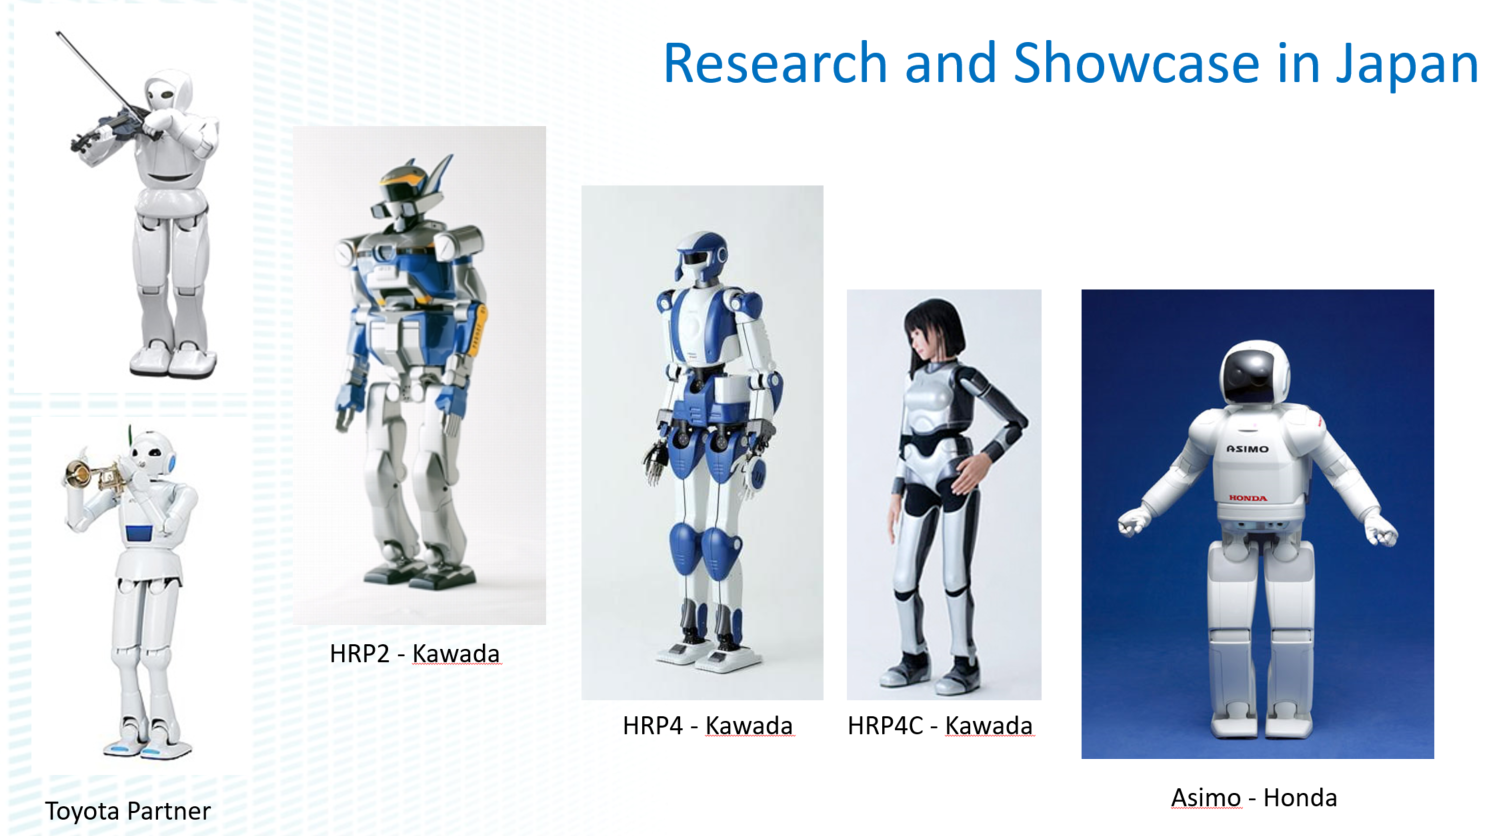 Research and Showcase in Japan
ASIMO
HONDA
HRP2 - Kawada
HRP4 - Kawada
HRP4C - Kawada
Asimo - Honda
Toyota Partner